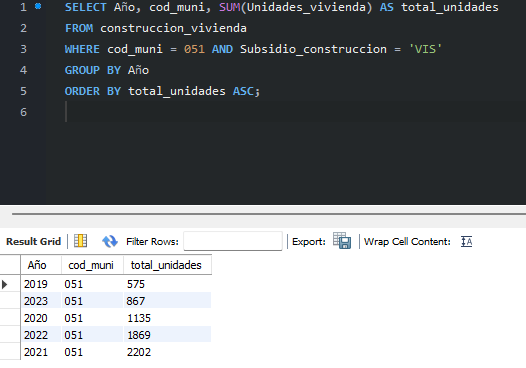 1 SELECT Año, cod_muni, SUM(Unidades_vivienda) AS total_unidades
2 FROM construccion_vivienda
3 WHERE cod_muni = 051 AND Subsidio_construccion = 'VIS'
4 GROUP BY Año
5 ORDER BY total_unidades ASC;
6
Result Grid Filter Rows: Export: Wrap Cell Content: IA
Año cod_muni total_unidades
2019 051 575
2023 051 867
2020 051 1135
2022 051 1869
2021 051 2202